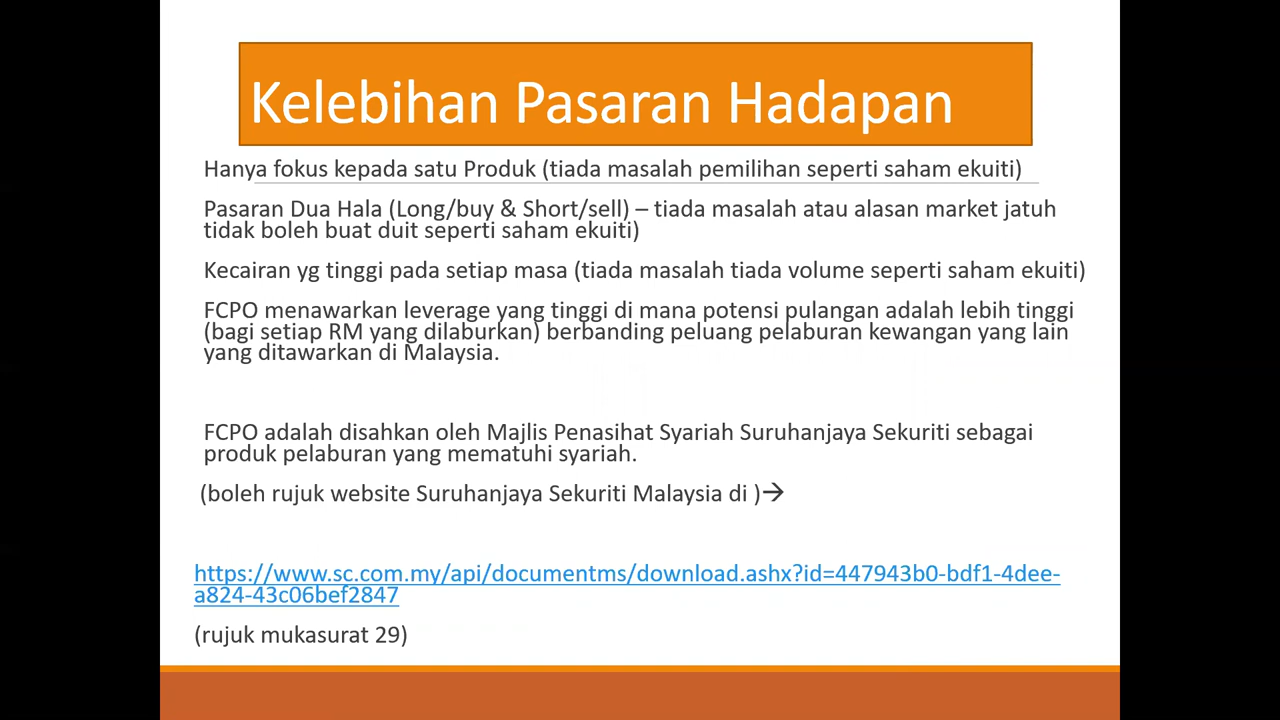 Kelebihan Pasaran Hadapan
Hanya fokus kepada satu Produk (tiada masalah pemilihan seperti saham ekuiti)
Pasaran Dua Hala (Long/buy & Short/sell) – tiada masalah atau alasan market jatuh
tidak boleh buat duit seperti saham ekuiti)
Kecairan yg tinggi pada setiap masa (tiada masalah tiada volume seperti saham ekuiti)
FCPO menawarkan leverage yang tinggi di mana potensi pulangan adalah lebih tinggi
(bagi setiap RM yang dilaburkan) berbanding peluang pelaburan kewangan yang lain
yang ditawarkan di Malaysia.
FCPO adalah disahkan oleh Majlis Penasihat Syariah Suruhanjaya Sekuriti sebagai
produk pelaburan yang mematuhi syariah.
(boleh rujuk website Suruhanjaya Sekuriti Malaysia di )→
https://www.sc.com.my/api/documentms/download.ashx?id=447943b0-bdf1-4dee-
a824-43c06bef2847
(rujuk mukasurat 29)